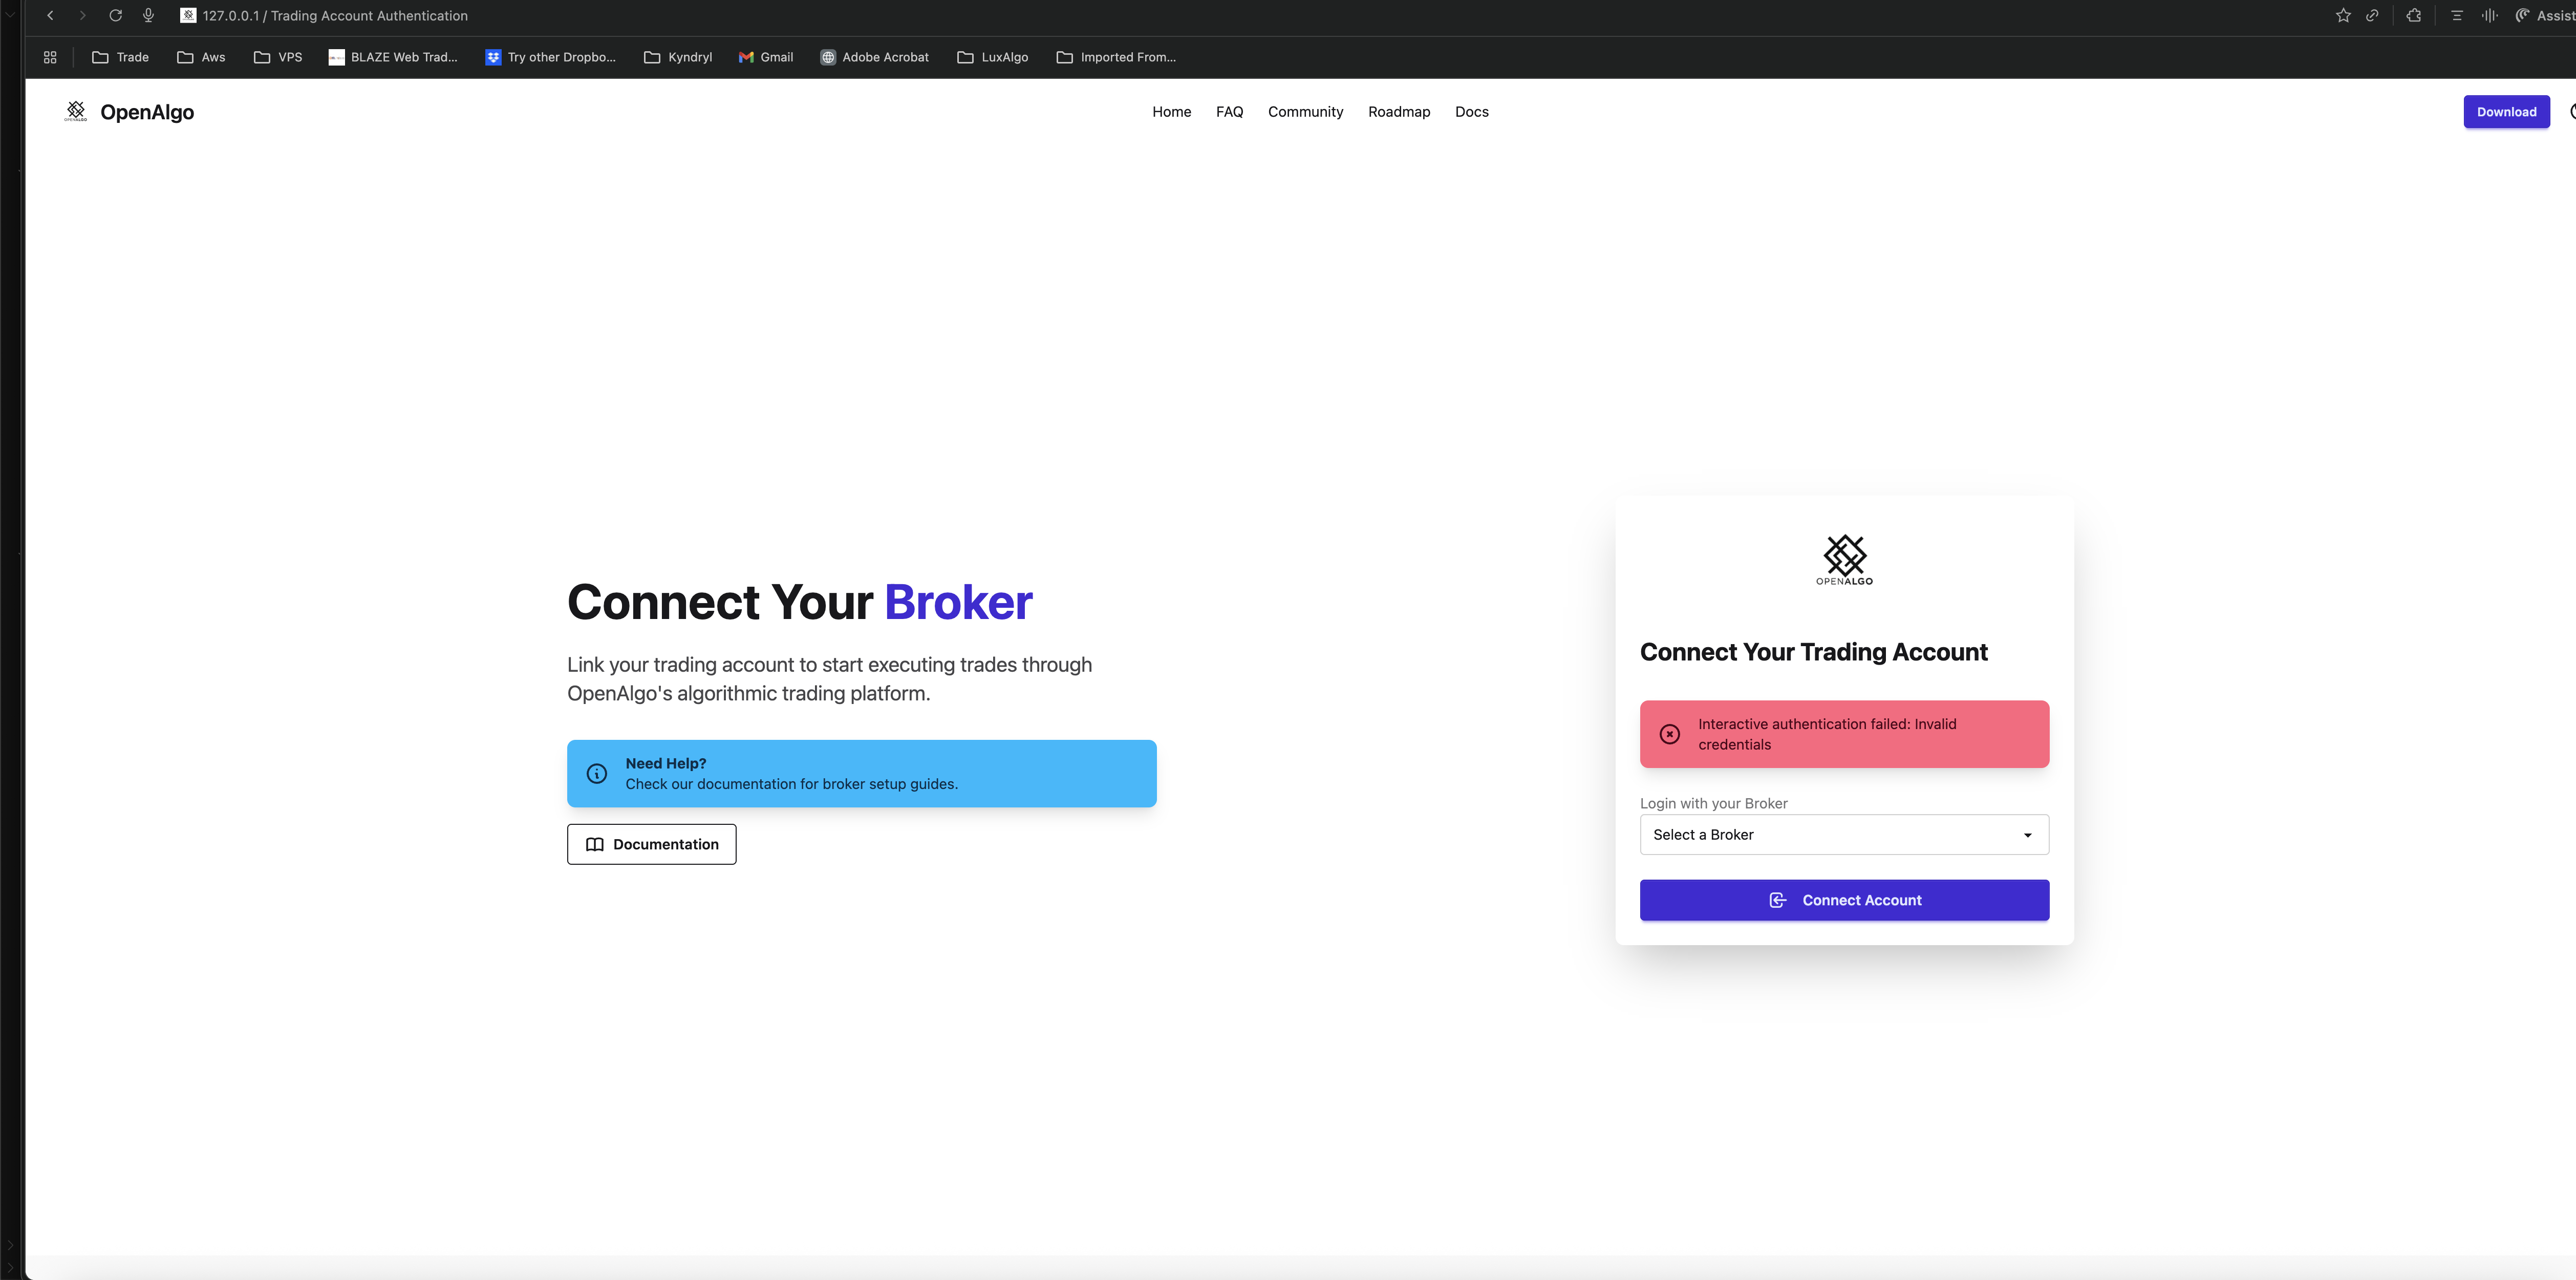 127.0.0.1 / Trading Account Authentication
Assist
Trade
Aws
VPS
BLAZE Web Trad...
Try other Dropbo...
Kyndryl
Gmail
Adobe Acrobat
LuxAlgo
Imported From...
OpenAlgo
Home
FAQ
Community
Roadmap
Docs
Download
Connect Your Broker
Link your trading account to start executing trades through
OpenAlgo's algorithmic trading platform.
Need Help?
Check our documentation for broker setup guides.
Documentation
OPENALGO
Connect Your Trading Account
Interactive authentication failed: Invalid
credentials
Login with your Broker
Select a Broker
Connect Account